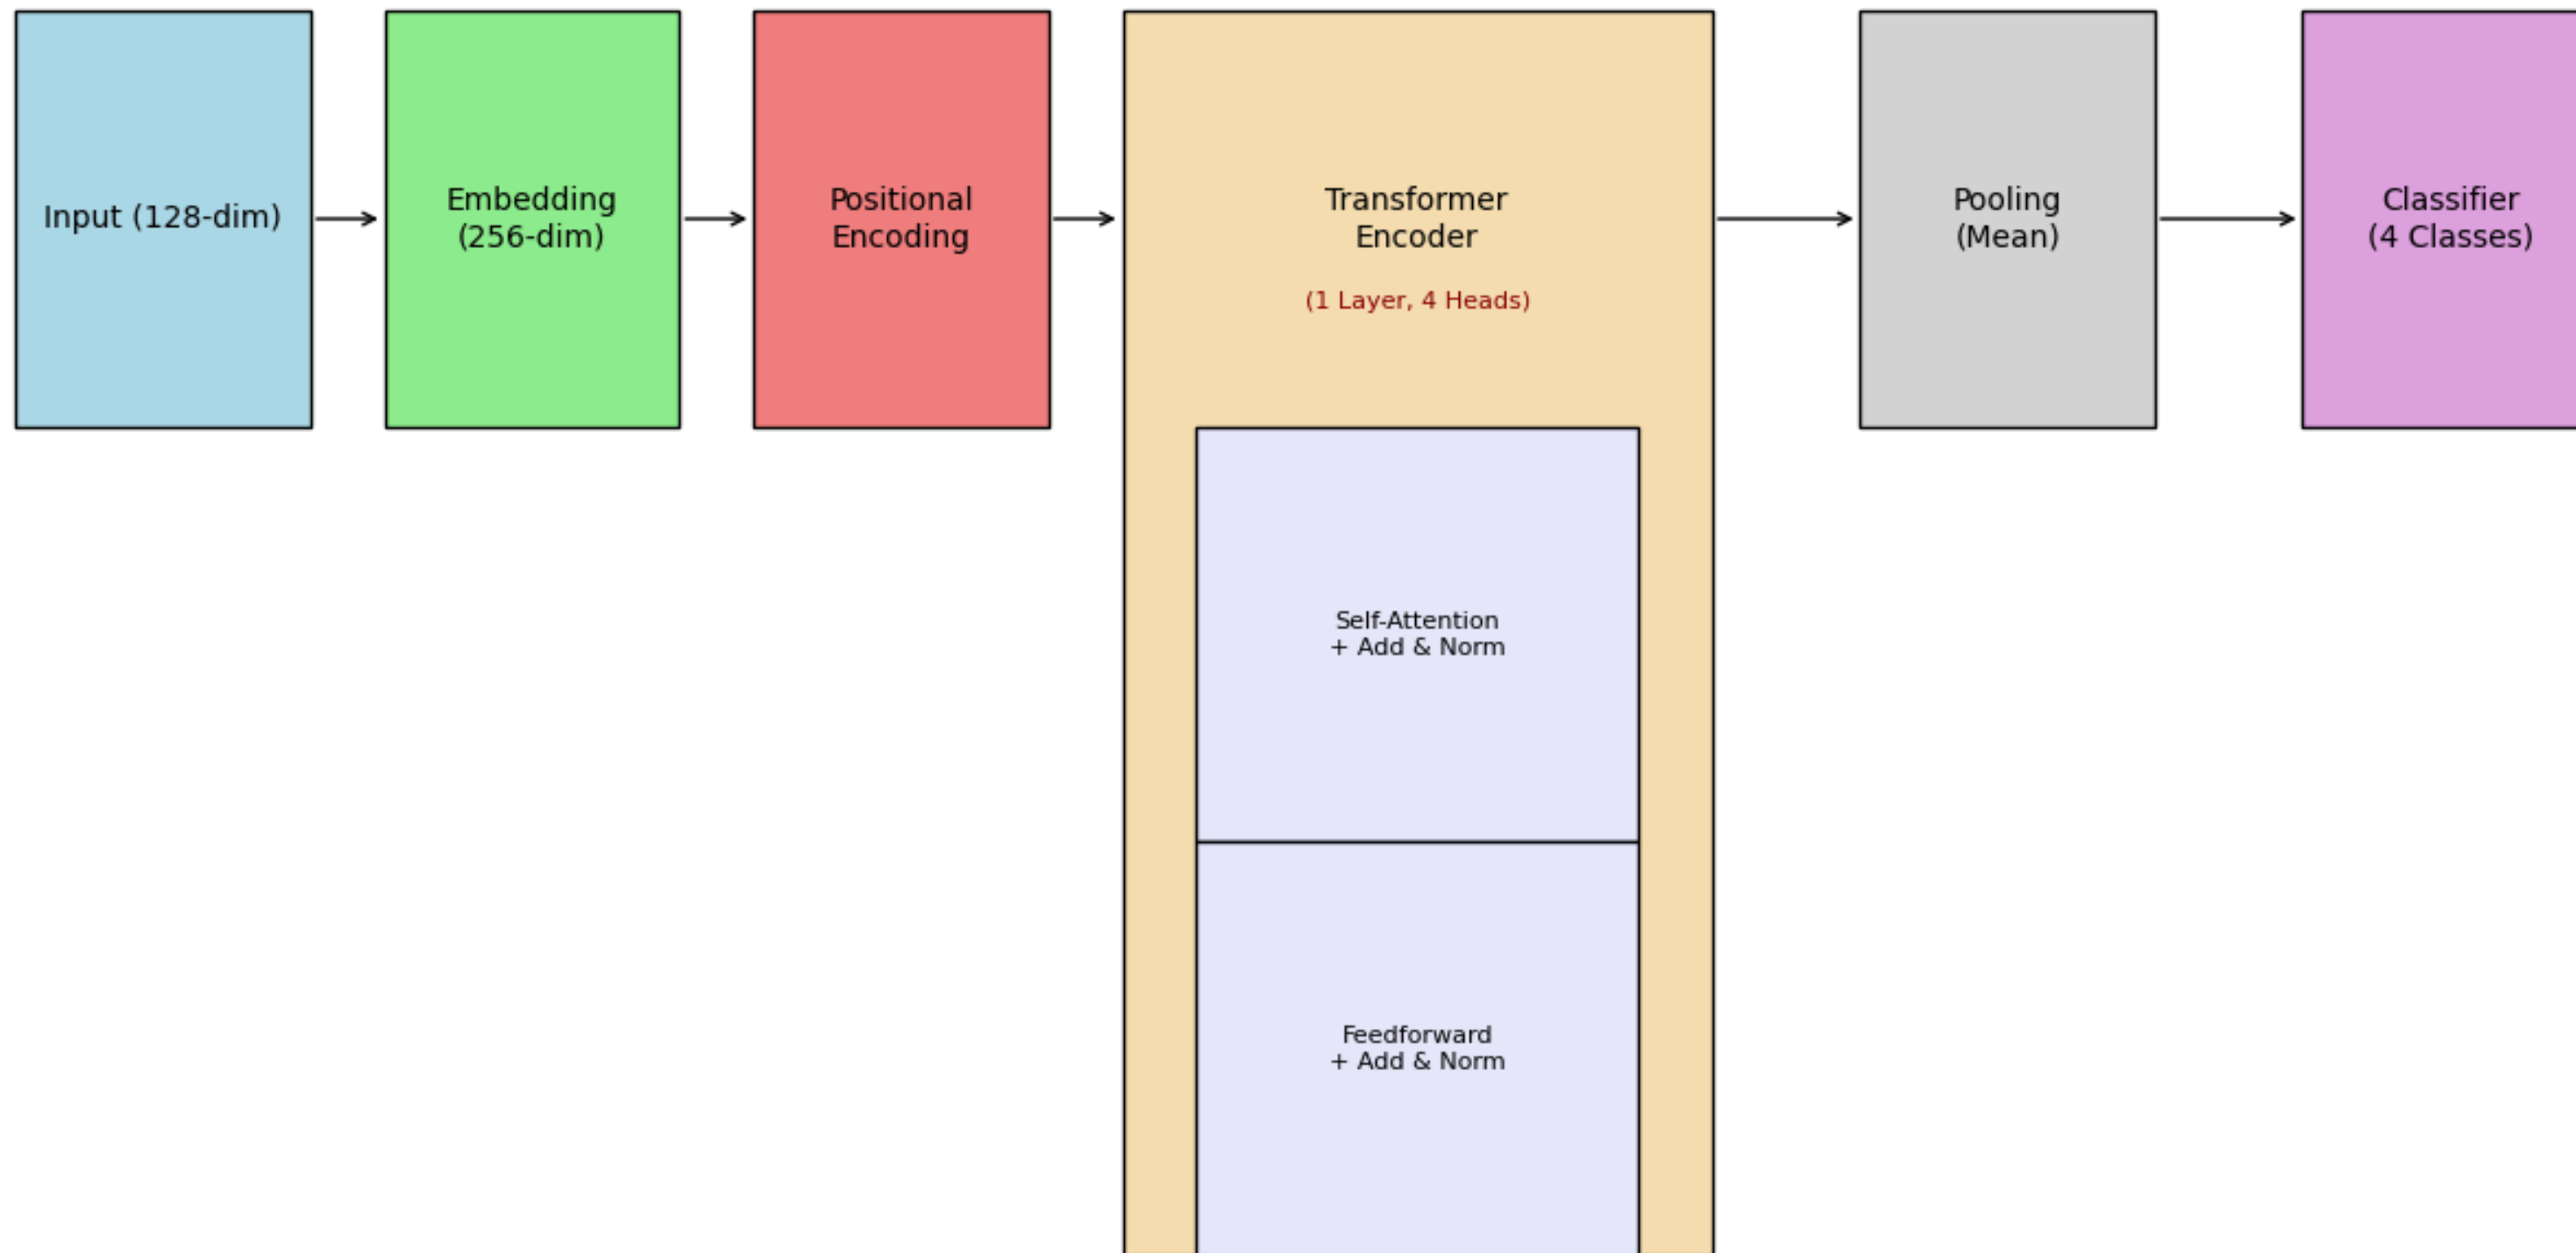 Input (128-dim)
Embedding
(256-dim)
Positional
Encoding
Transformer
Encoder
(1 Layer, 4 Heads)
Self-Attention
+ Add & Norm
Feedforward
+ Add & Norm
Pooling
(Mean)
Classifier
(4 Classes)